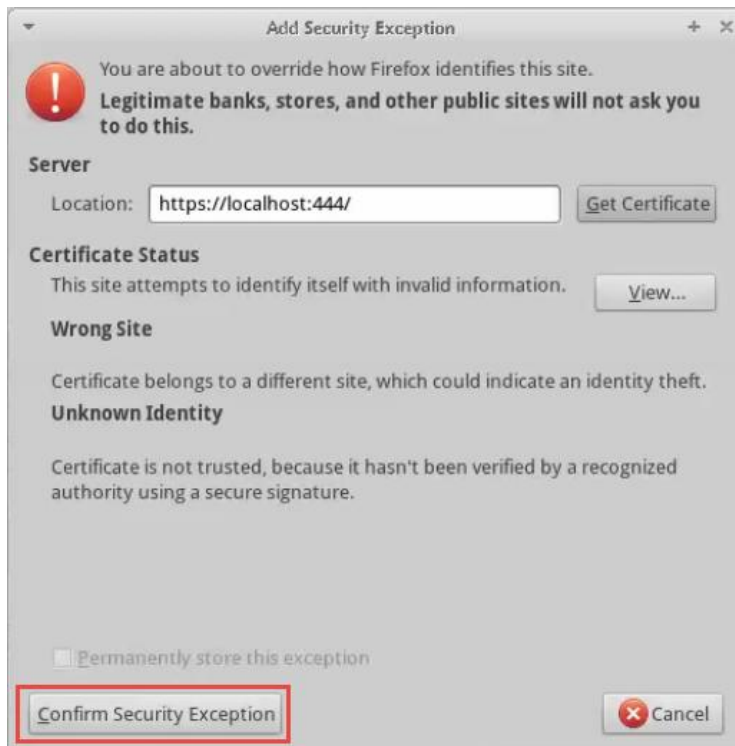 Add Security Exception
You are about to override how Firefox identifies this site.
Legitimate banks, stores, and other public sites will not ask you
to do this.
Server
Location: https://localhost:444/ Get Certificate
Certificate Status
This site attempts to identify itself with invalid information. View...
Wrong Site
Certificate belongs to a different site, which could indicate an identity theft.
Unknown Identity
Certificate is not trusted, because it hasn't been verified by a recognized
authority using a secure signature.
Permanently store this exception
Confirm Security Exception Cancel